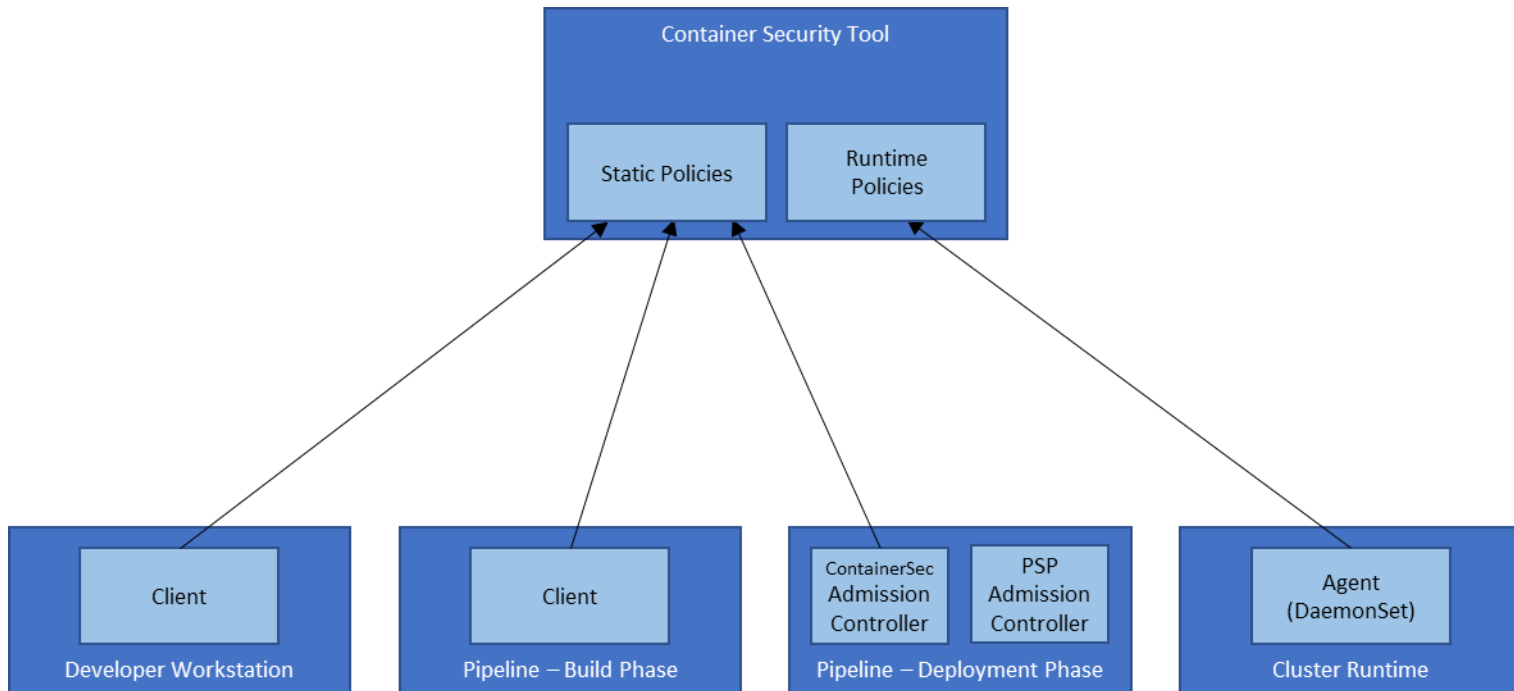 Container Security Tool
Static Policies
Runtime
Policies
Client
Developer Workstation
Client
Pipeline – Build Phase
ContainerSec
Admission
Controller
PSP
Admission
Controller
Pipeline – Deployment Phase
Agent
(DaemonSet)
Cluster Runtime